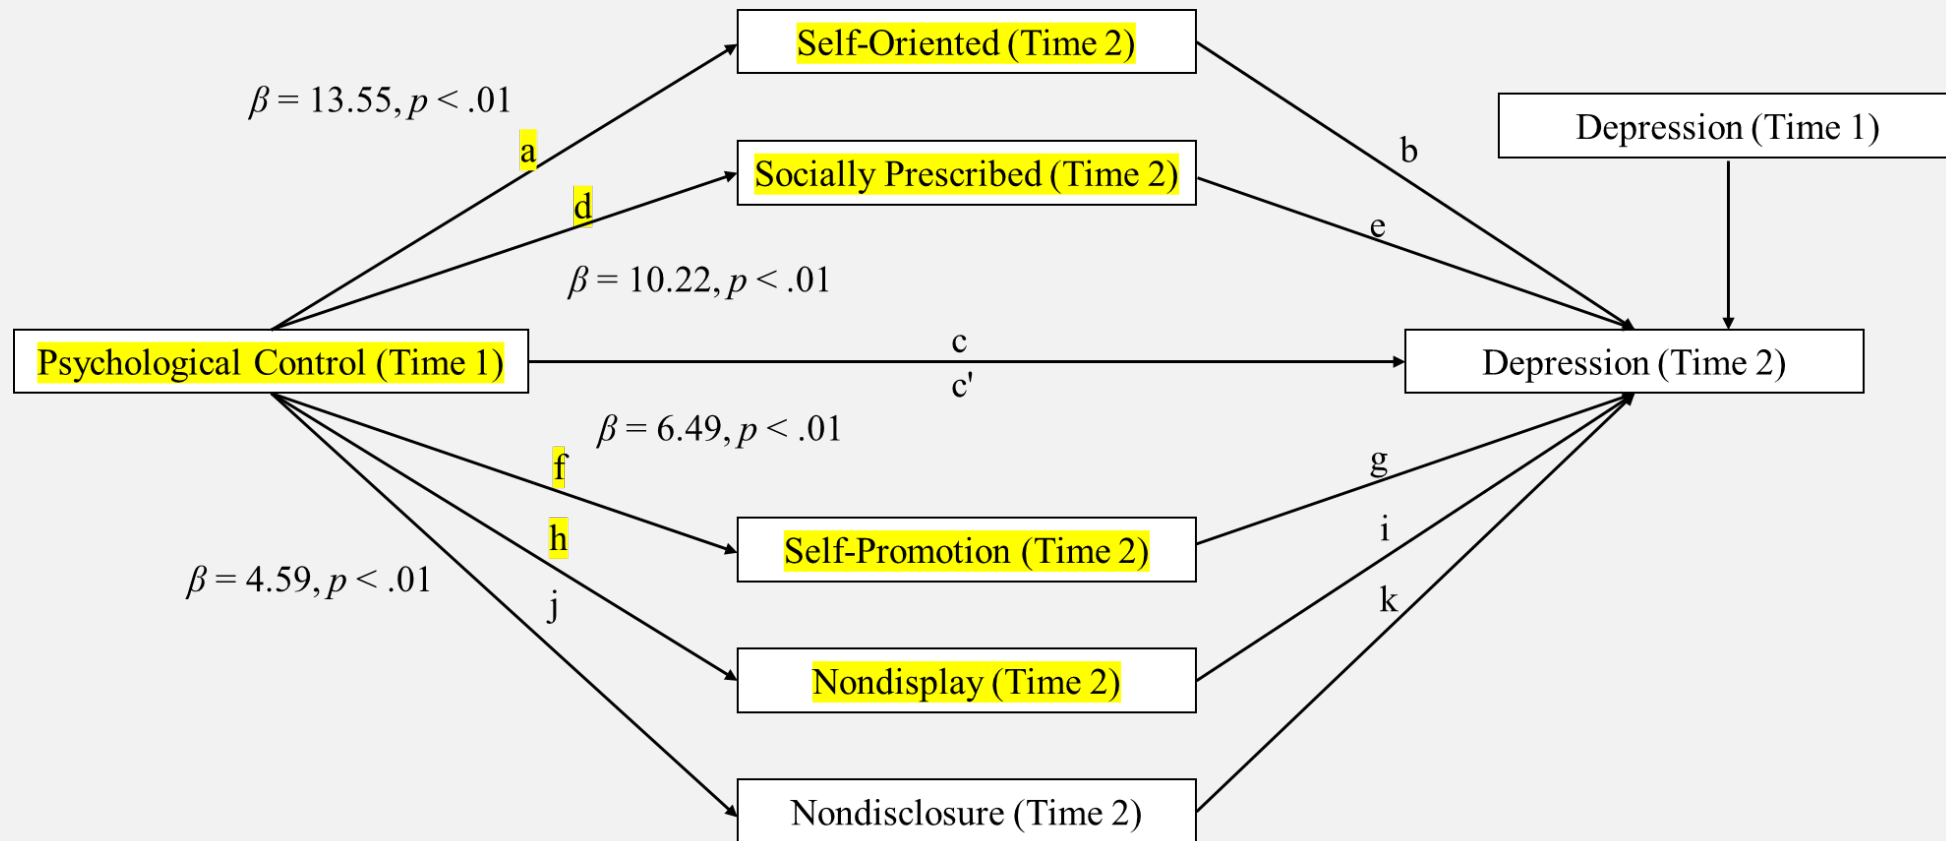 Self-Oriented (Time 2)
β = 13.55, p < .01
a
b
Depression (Time 1)
Socially Prescribed (Time 2)
d
e
β = 10.22, p < .01
Psychological Control (Time 1)
c
c'
Depression (Time 2)
β = 6.49, p < .01
f
g
h
i
Self-Promotion (Time 2)
β = 4.59, p < .01
j
k
Nondisplay (Time 2)
Nondisclosure (Time 2)